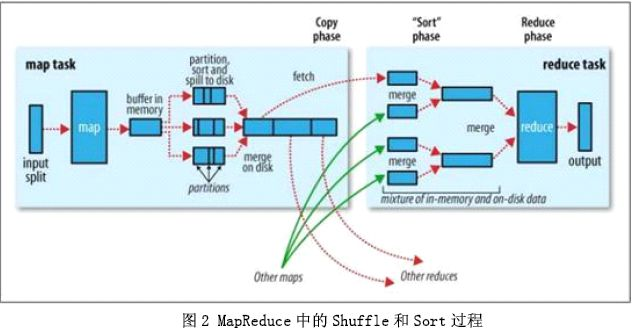 Copy
phase
"Sort"
phase
Reduce
phase
map task
partition,
sort and
spill to disk
fetch
reduce task
buffer in
memory
map
merge
merge
reduce
input
split
merge
on disk
merge
output
partitions
mixture of in-memory and on-disk data
Other maps
Other reduces
图2 MapReduce 中的 Shuffle 和 Sort 过程